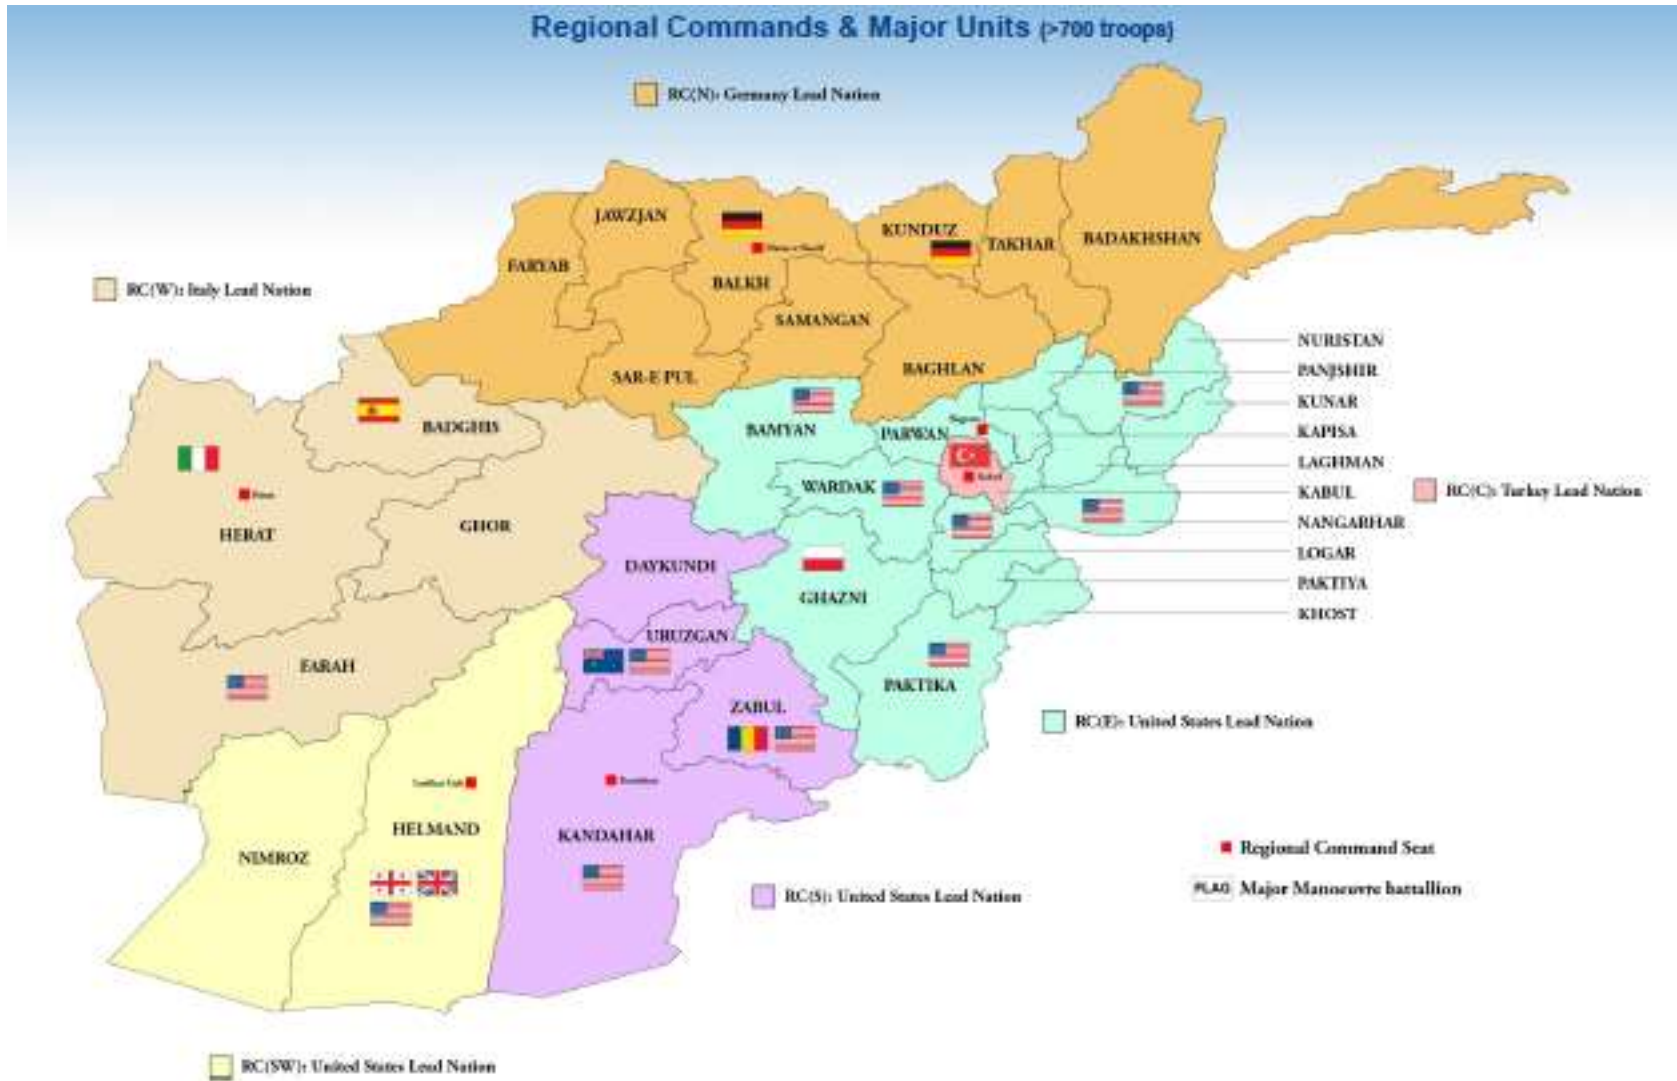 Regional Commands & Major Units (>700 troops)
RC(N): Germany Lead Nation
JAWZJAN
KUNDUZ
TAKHAR
BADAKHSHAN
FARYAB
BALKH
RC(W): Italy Lead Nation
SAMANGAN
NURISTAN
SAR-E PUL
BAGHLAN
PANJSHIR
KUNAR
BADGHIS
BAMYAN
PARWAN
KAPISA
LAGHMAN
WARDAK
KABUL
RC(C): Turkey Lead Nation
HERAT
GHOR
NANGARHAR
LOGAR
DAYKUNDI
GHAZNI
PAKTIYA
KHOST
URUZGAN
FARAH
PAKTIKA
ZABUL
RC(E): United States Lead Nation
Kandahar
HELMAND
KANDAHAR
NIMROZ
Regional Command Seat
FLAG Major Manoeuvre battallion
RC(S): United States Lead Nation
RC(SW): United States Lead Nation